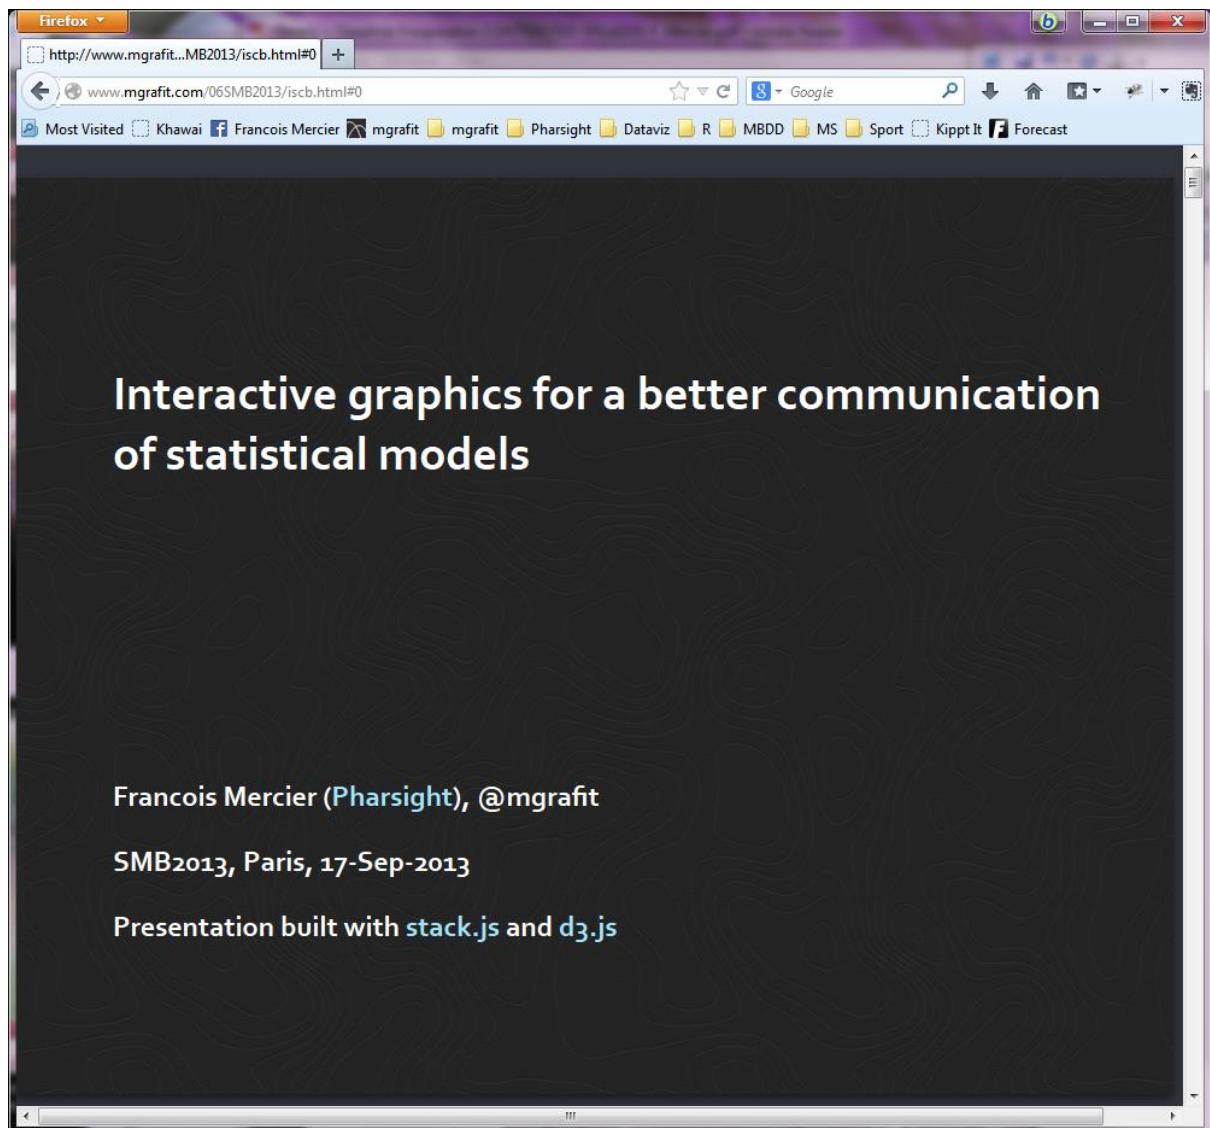 Firefox
http://www.mgrafit...MB2013/iscb.html#0 +
www.mgrafit.com/06SMB2013/iscb.html#0 8 Google
Most Visited Khawai Francois Mercier mgrafit mgrafit Pharsight Dataviz R MBDD MS Sport Kippt It Forecast
Interactive graphics for a better communication
of statistical models
Francois Mercier (Pharsight), @mgrafit
SMB2013, Paris, 17-Sep-2013
Presentation built with stack.js and d3.js